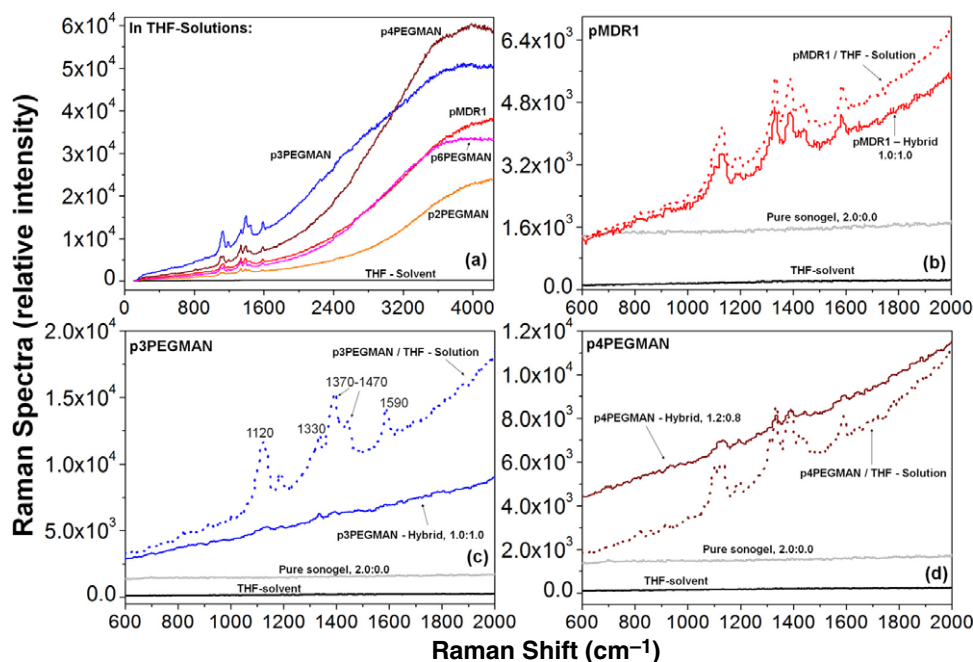 Raman Spectra (relative intensity)
In THF-Solutions:
6x10⁴
5x10⁴
4x10⁴
3x10⁴
2x10⁴
1x10⁴
0
p4PEGMAN
p3PEGMAN
pMDR1
p6PEGMAN
p2PEGMAN
THF - Solvent
(a)
0 800 1600 2400 3200 4000
pMDR1
6.4x10³
4.8x10³
3.2x10³
1.6x10³
0.0
pMDR1 / THF - Solution
pMDR1 – Hybrid
1.0:1.0
Pure sonogel, 2.0:0.0
THF-solvent
(b)
600 800 1000 1200 1400 1600 1800 2000
p3PEGMAN
2.0x10⁴
1.5x10⁴
1.0x10⁴
5.0x10³
0.0
p3PEGMAN / THF - Solution
1370-1470
1120
1330
1590
p3PEGMAN - Hybrid, 1.0:1.0
Pure sonogel, 2.0:0.0
THF-solvent
(c)
600 800 1000 1200 1400 1600 1800 2000
p4PEGMAN
1.2x10⁴
1.0x10⁴
8.0x10³
6.0x10³
4.0x10³
2.0x10³
0.0
p4PEGMAN - Hybrid, 1.2:0.8
p4PEGMAN / THF - Solution
Pure sonogel, 2.0:0.0
THF-solvent
(d)
600 800 1000 1200 1400 1600 1800 2000
Raman Shift (cm⁻¹)